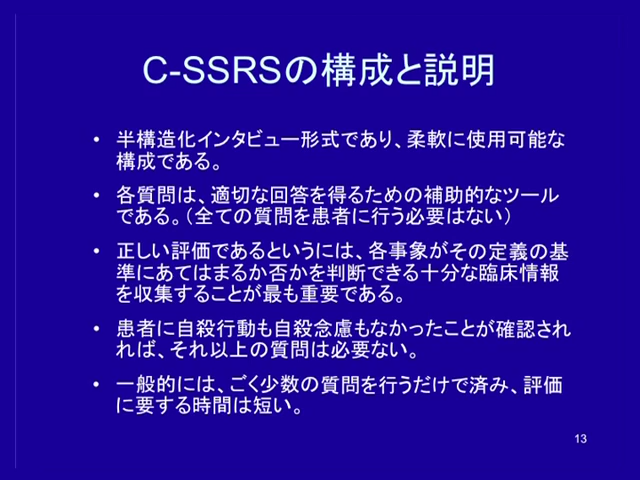 C-SSRSの構成と説明
• 半構造化インタビュー形式であり、柔軟に使用可能な
構成である。
• 各質問は、適切な回答を得るための補助的なツール
である。（全ての質問を患者に行う必要はない）
• 正しい評価であるというには、各事象がその定義の基
準にあてはまるか否かを判断できる十分な臨床情報
を収集することが最も重要である。
• 患者に自殺行動も自殺念慮もなかったことが確認され
れば、それ以上の質問は必要ない。
• 一般的には、ごく少数の質問を行うだけで済み、評価
に要する時間は短い。
13